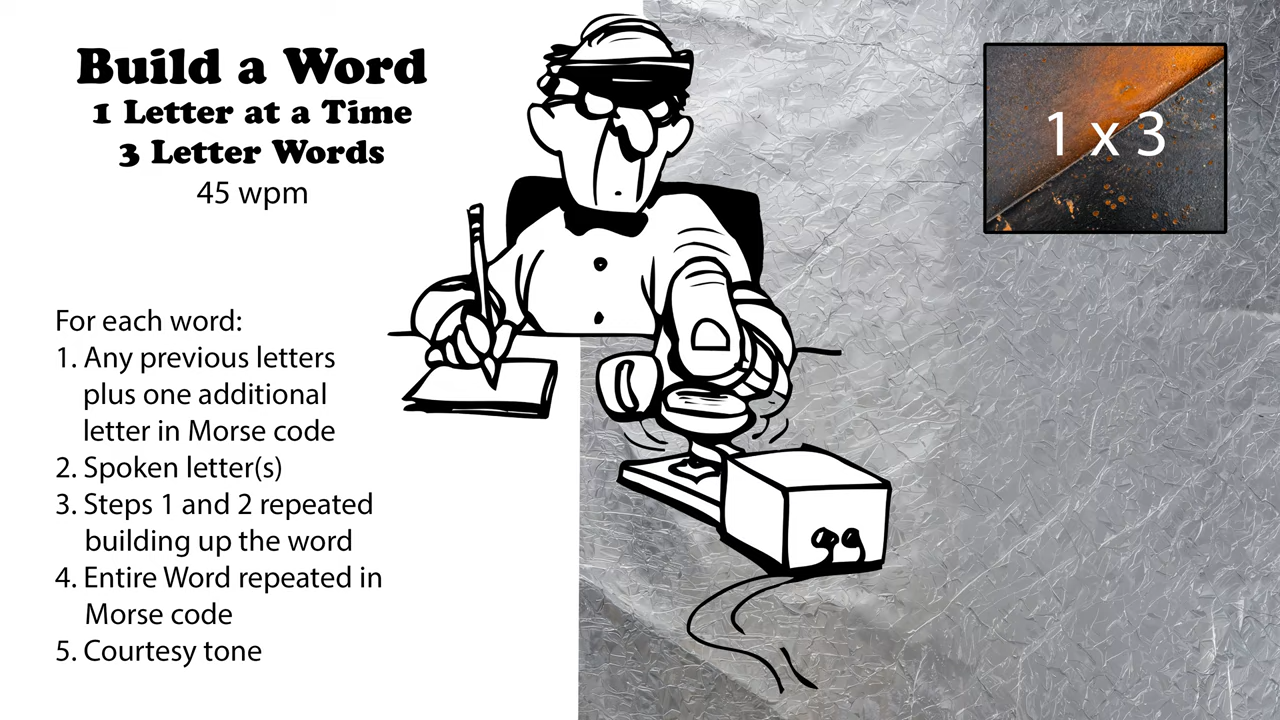 Build a Word
1 Letter at a Time
3 Letter Words
45 wpm
1 x 3
For each word:
1. Any previous letters
plus one additional
letter in Morse code
2. Spoken letter(s)
3. Steps 1 and 2 repeated
building up the word
4. Entire Word repeated in
Morse code
5. Courtesy tone